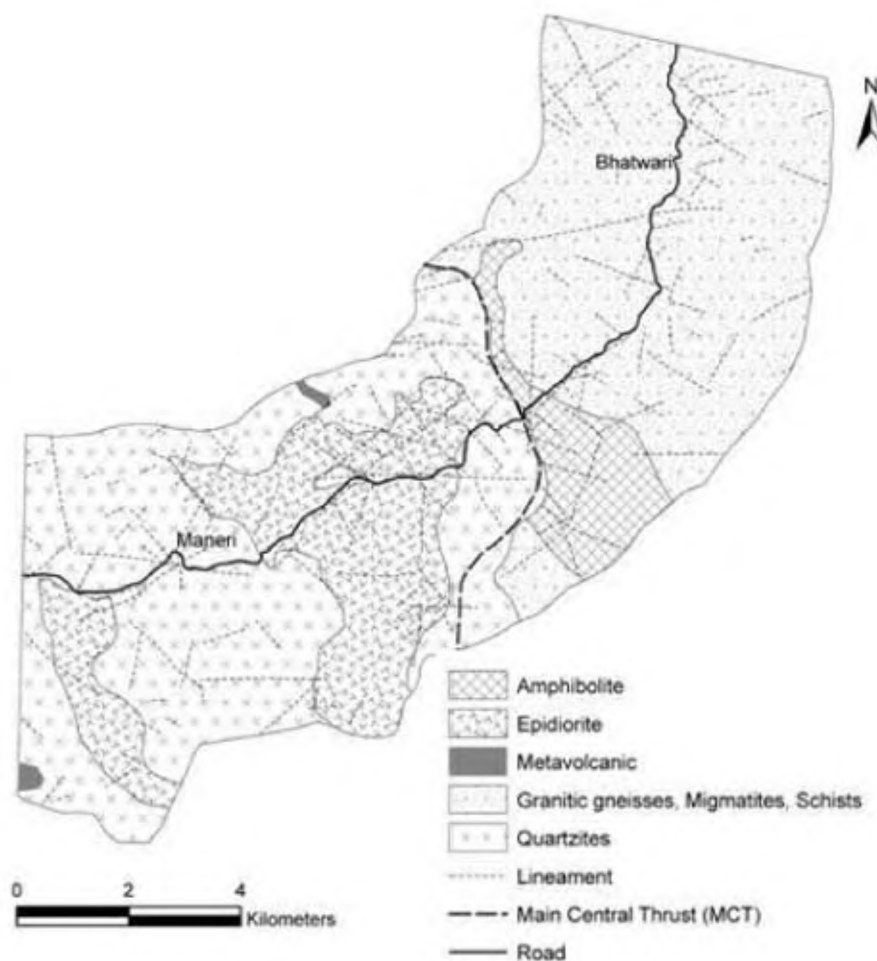 N
Bhatwari
Maneri
Amphibolite
Epidiorite
Metavolcanic
Granitic gneisses, Migmatites, Schists
Quartzites
Lineament
Main Central Thrust (MCT)
Road
0 2 4
Kilometers